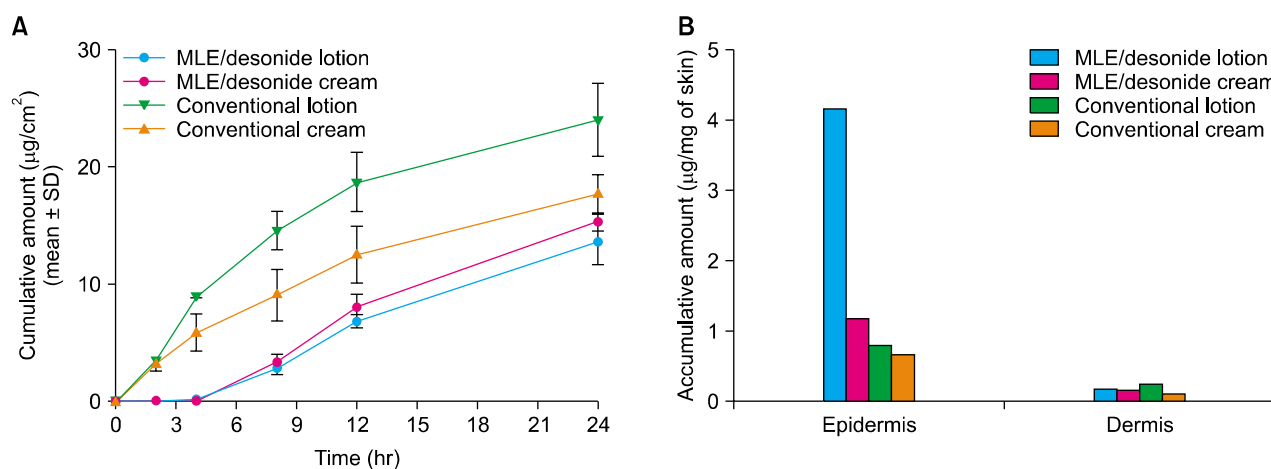 A
Cumulative amount (μg/cm²)
(mean ± SD)
30
20
10
0
MLE/desonide lotion
MLE/desonide cream
Conventional lotion
Conventional cream
0 3 6 9 12 15 18 21 24
Time (hr)
B
Accumulative amount (μg/mg of skin)
5
4
3
2
1
0
MLE/desonide lotion
MLE/desonide cream
Conventional lotion
Conventional cream
Epidermis Dermis